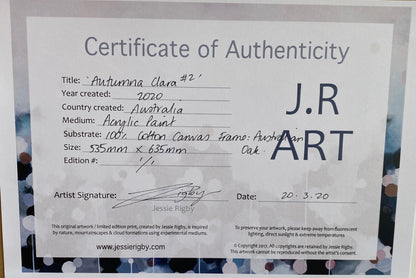 Certificate of Authenticity
Title: 'Autumna Clara #2'
Year created: 2020
Country created: Australia
Medium: Acrylic Paint
Substrate: 100% Cotton Canvas Frame: Australian
Size: 535mm x 635mm Oak.
Edition #: 1/1
J.R
ART
Artist Signature: Rigby Date: 20.3.20
Jessie Rigby
This original artwork / limited edition print, created by Jessie Rigby, is inspired
by nature, mountainscapes & cloud formations using experimental mediums.
To preserve your artwork, please keep away from fluorescent
lighting, direct sunlight & extreme temperatures
www.jessierigby.com
© Copyright 2017. All copyrights are retained by Jessie Rigby.
This artwork cannot be reproduced without the artist's consent.